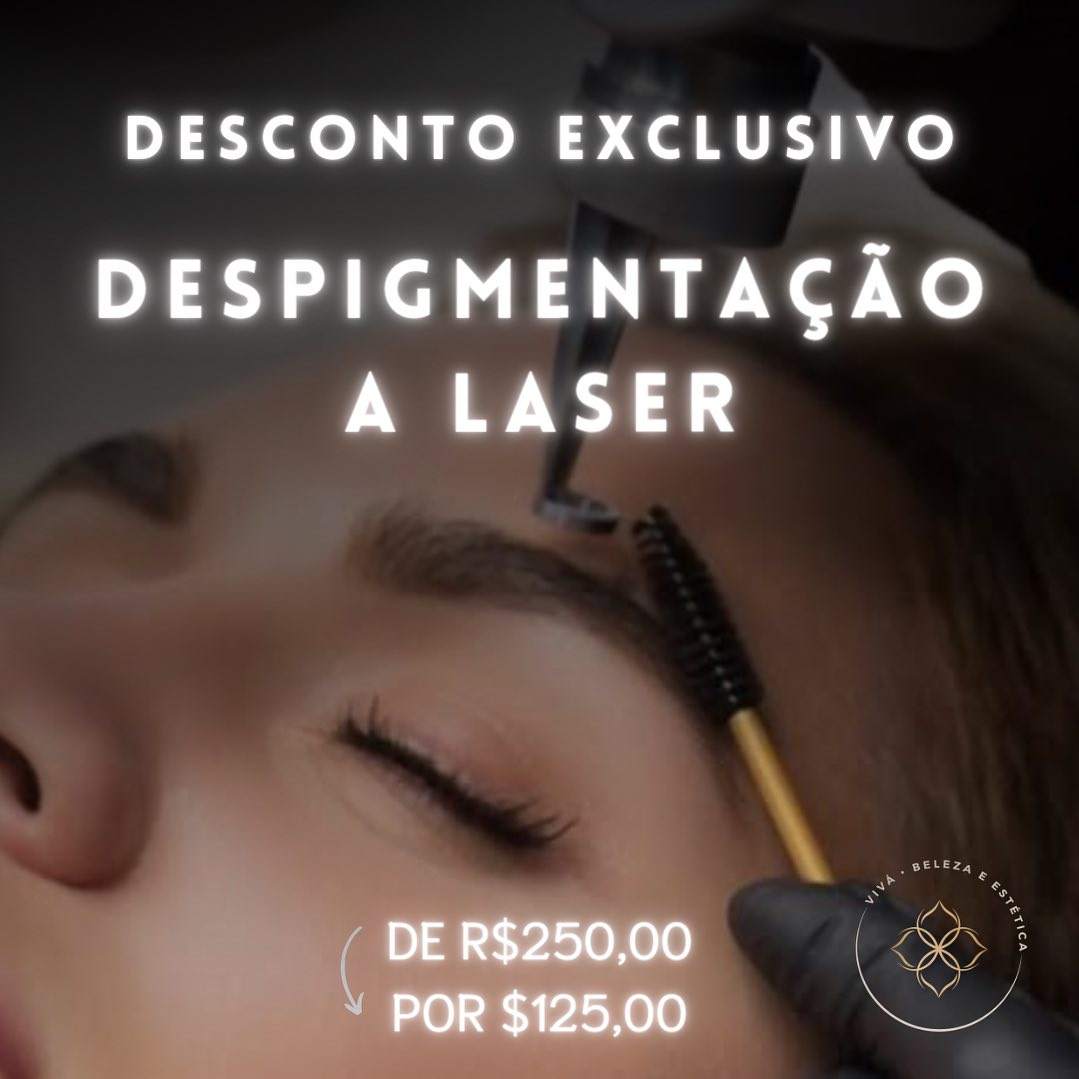 DESCONTO EXCLUSIVO
DESPIGMENTAÇÃO
A LASER
DE R$250,00
POR $125,00
VIVÁ • BELEZA E ESTÉTICA